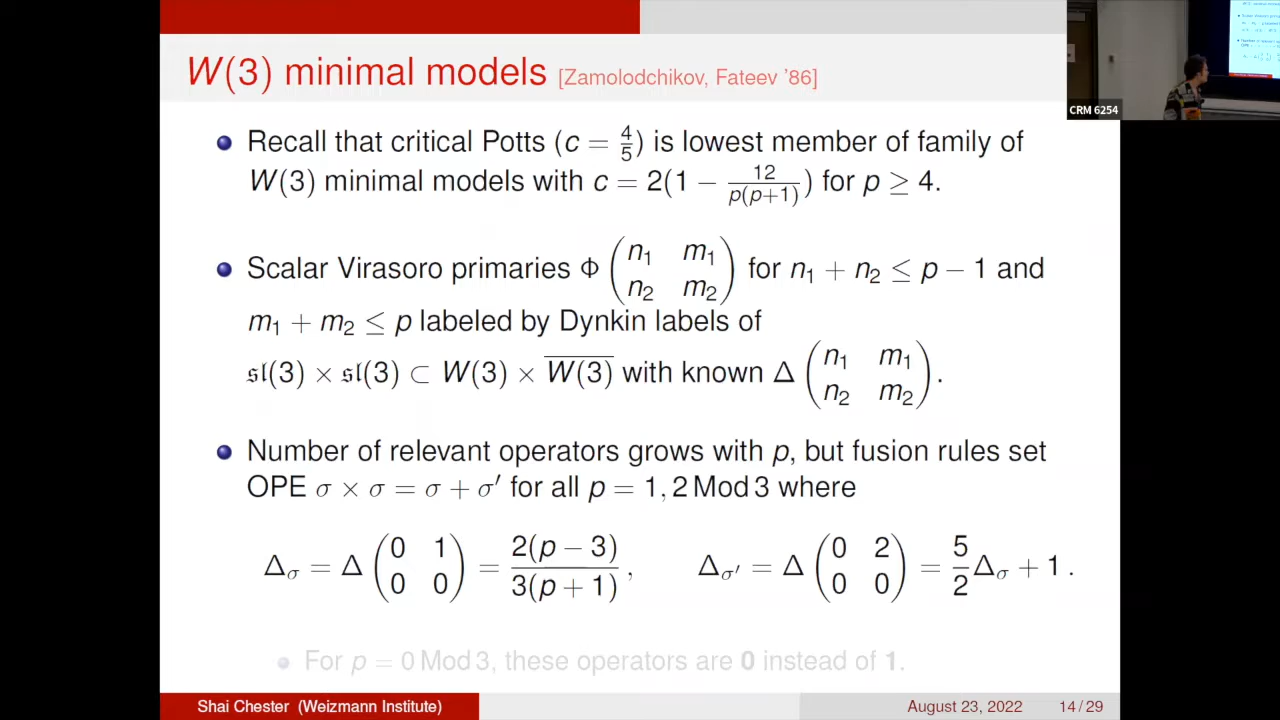 W(3) minimal models [Zamolodchikov, Fateev '86]
Recall that critical Potts (c = 4/5) is lowest member of family of
W(3) minimal models with c = 2(1 − 12/p(p+1)) for p ≥ 4.
Scalar Virasoro primaries Φ (n₁ m₁ n₂ m₂) for n₁ + n₂ ≤ p − 1 and
m₁ + m₂ ≤ p labeled by Dynkin labels of
𝔰𝔩(3) × 𝔰𝔩(3) ⊂ W(3) × W̅(̅3̅)̅ with known Δ (n₁ m₁ n₂ m₂).
Number of relevant operators grows with p, but fusion rules set
OPE σ × σ = σ + σ′ for all p = 1, 2 Mod 3 where
Δσ = Δ (0 1 0 0) = 2(p − 3)/3(p + 1), Δσ′ = Δ (0 2 0 0) = 5/2 Δσ + 1.
For p = 0 Mod 3, these operators are 0 instead of 1.
Shai Chester (Weizmann Institute) August 23, 2022 14 / 29
CRM 6254